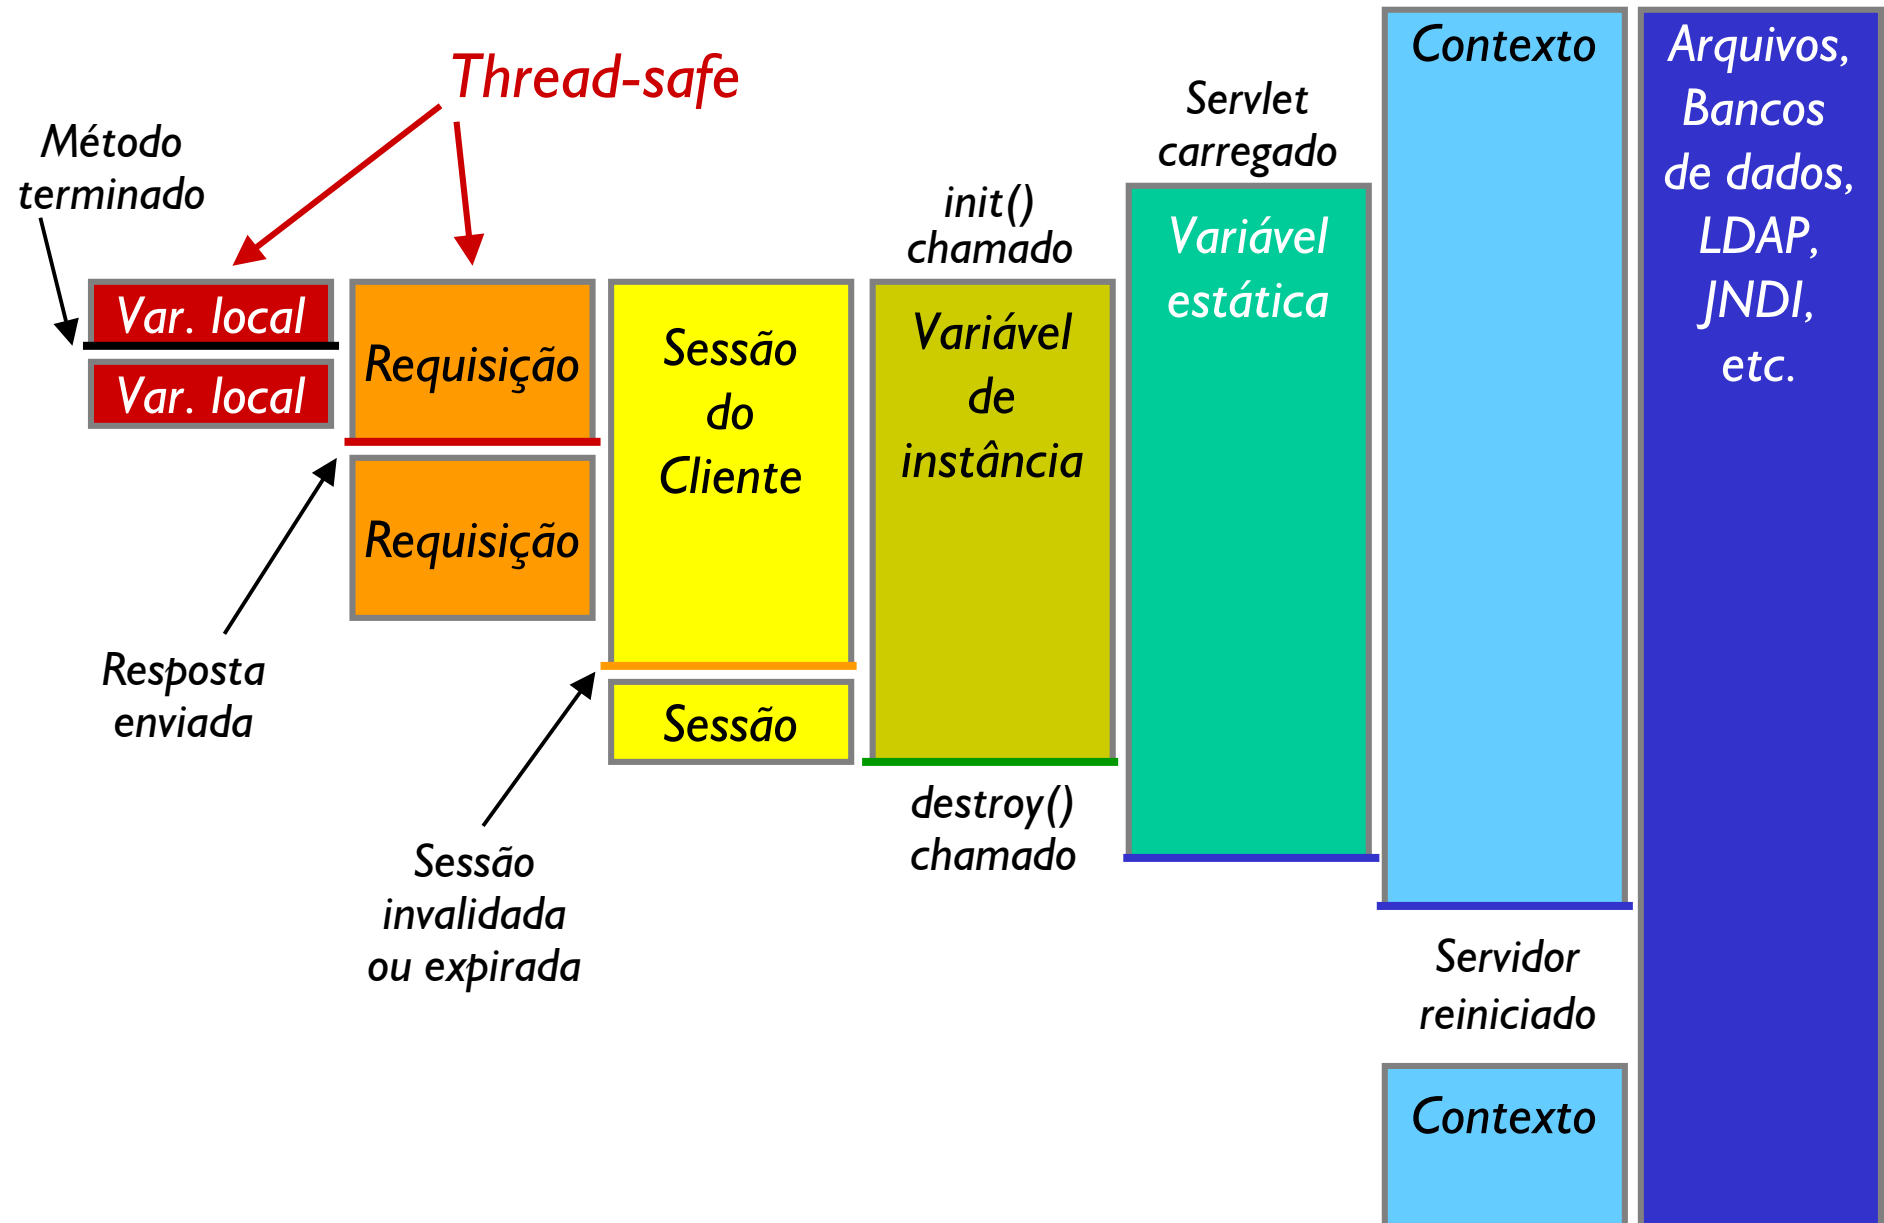 Thread-safe
Método
terminado
Var. local
Var. local
Requisição
Requisição
Resposta
enviada
Sessão
do
Cliente
Sessão
Sessão
invalidada
ou expirada
init()
chamado
Variável
de
instância
destroy()
chamado
Servlet
carregado
Variável
estática
Contexto
Servidor
reiniciado
Contexto
Arquivos,
Bancos
de dados,
LDAP,
JNDI,
etc.